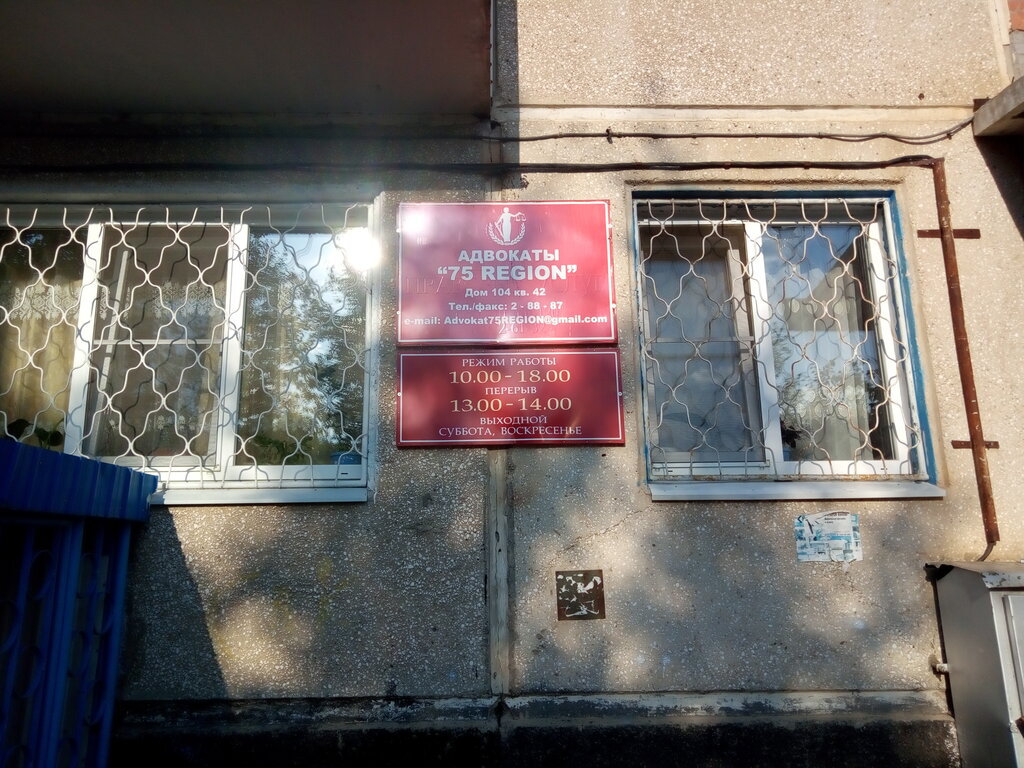 АДВОКАТЫ
"75 REGION"
Дом 104 кв. 42
Тел./факс: 2 - 88 - 87
e-mail: Advokat75REGION@gmail.com
РЕЖИМ РАБОТЫ
10.00 - 18.00
ПЕРЕРЫВ
13.00 - 14.00
ВЫХОДНОЙ
СУББОТА, ВОСКРЕСЕНЬЕ